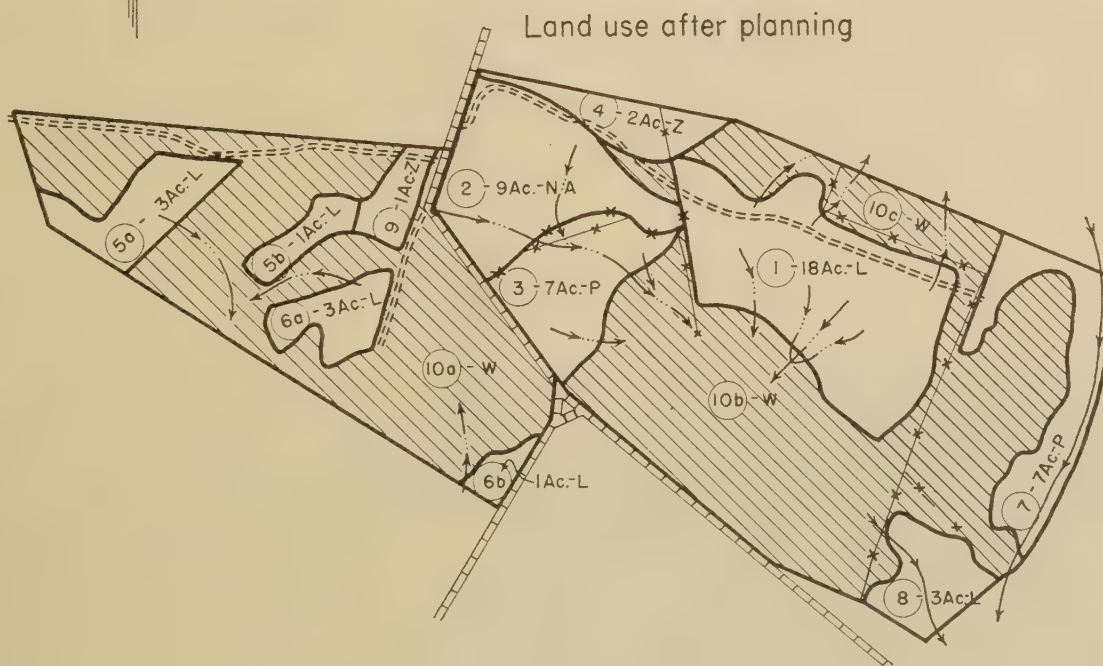 Land use after planning
4 - 2Ac.-Z
2 - 9Ac.-N A
10c - W
5a - 3Ac.-L
5b - 1Ac.-L
9 - 1Ac-Z
3 - 7Ac.-P
1 - 18Ac.-L
6a - 3Ac.-L
10a - W
10b - W
6b 1Ac.-L
7 - 7Ac.-P
8 - 3Ac-L